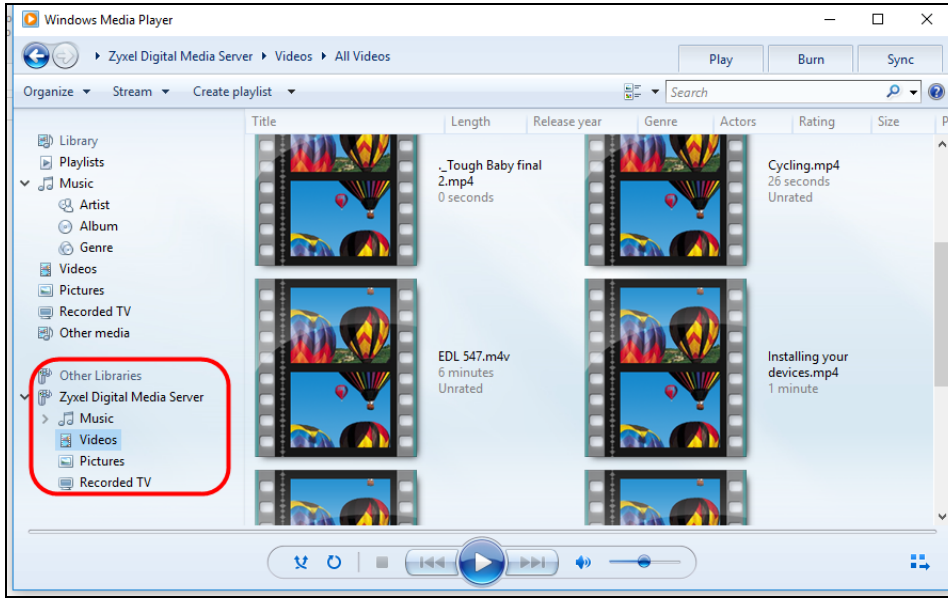 Windows Media Player
Zyxel Digital Media Server Videos All Videos
Play Burn Sync
Organize Stream Create playlist Search
Title Length Release year Genre Actors Rating Size P
Library
Playlists
Music
Artist
Album
Genre
Videos
Pictures
Recorded TV
Other media
Other Libraries
Zyxel Digital Media Server
Music
Videos
Pictures
Recorded TV
._Tough Baby final
2.mp4
0 seconds
Cycling.mp4
26 seconds
Unrated
EDL 547.m4v
6 minutes
Unrated
Installing your
devices.mp4
1 minute